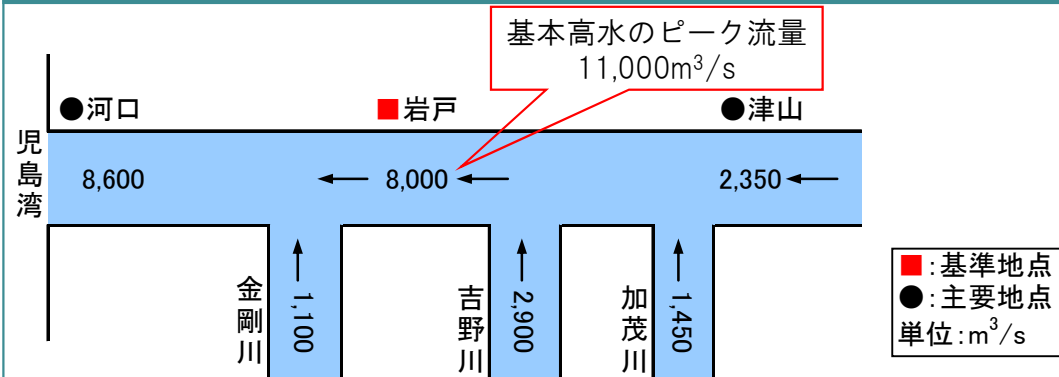 基本高水のピーク流量
11,000m³/s
●河口
■岩戸
●津山
児島湾
8,600
8,000
2,350
金剛川
1,100
吉野川
2,900
加茂川
1,450
■:基準地点
●:主要地点
単位:m³/s